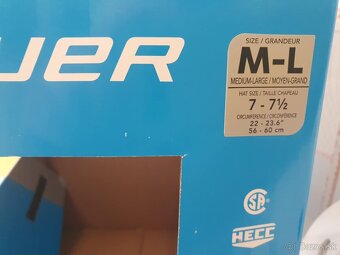 UER
SIZE / GRANDEUR
M-L
MEDIUM-LARGE / MOYEN-GRAND
HAT SIZE / TAILLE CHAPEAU
7 - 7½
CIRCUMFERENCE / CIRCONFÉRENCE
22 - 23.6"
56 - 60 cm
SA
HECC